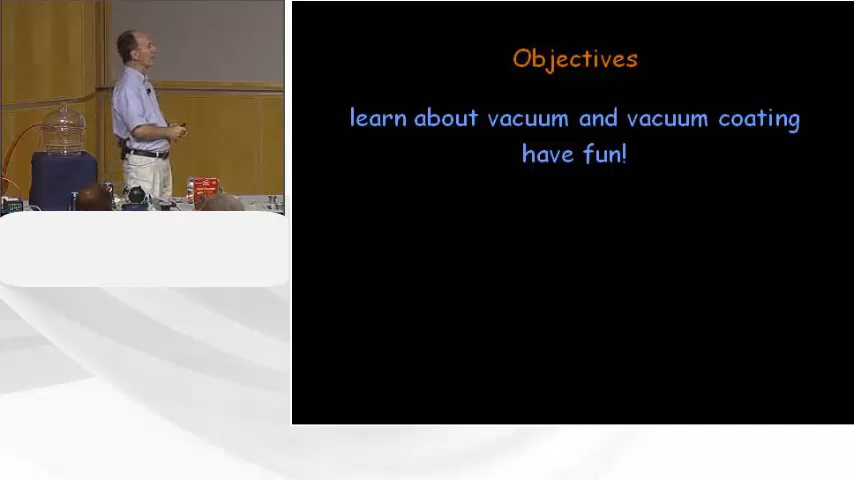 Objectives
learn about vacuum and vacuum coating
have fun!